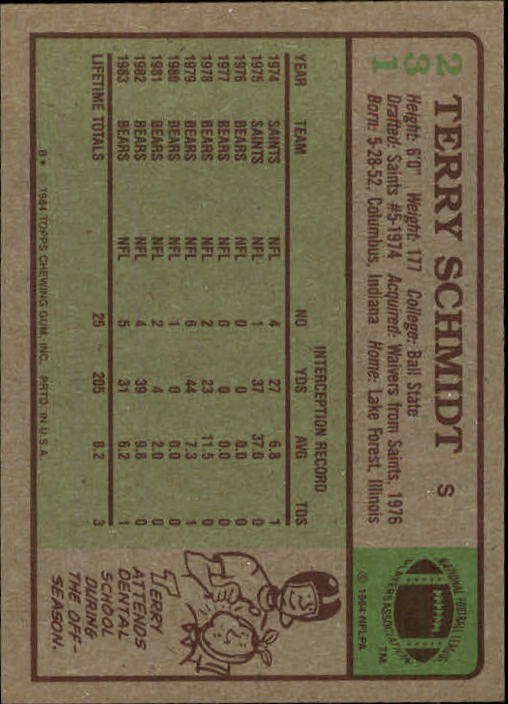 231
TERRY SCHMIDT S
Height: 6'0" Weight: 177 College: Ball State
Drafted: Saints #5-1974 Acquired: Waivers from Saints, 1976
Born: 5-28-52, Columbus, Indiana Home: Lake Forest, Illinois
NATIONAL FOOTBALL LEAGUE
PLAYERS ASSOCIATION
TM
© 1984 NFLPA
INTERCEPTION RECORD
YEAR TEAM NO YDS AVG TDS
1974 SAINTS NFL 4 27 6.8 1
1975 SAINTS NFL 1 37 37.0 0
1976 BEARS NFL 0 0 0.0 0
1977 BEARS NFL 0 0 0.0 0
1978 BEARS NFL 2 23 11.5 0
1979 BEARS NFL 6 44 7.3 1
1980 BEARS NFL 1 0 0.0 0
1981 BEARS NFL 2 4 2.0 0
1982 BEARS NFL 4 39 9.8 0
1983 BEARS NFL 5 31 6.2 1
LIFETIME TOTALS 25 205 8.2 3
TERRY
ATTENDS
DENTAL
SCHOOL
DURING
THE OFF-
SEASON.
8* © 1984 TOPPS CHEWING GUM, INC. PRTD. IN U.S.A.